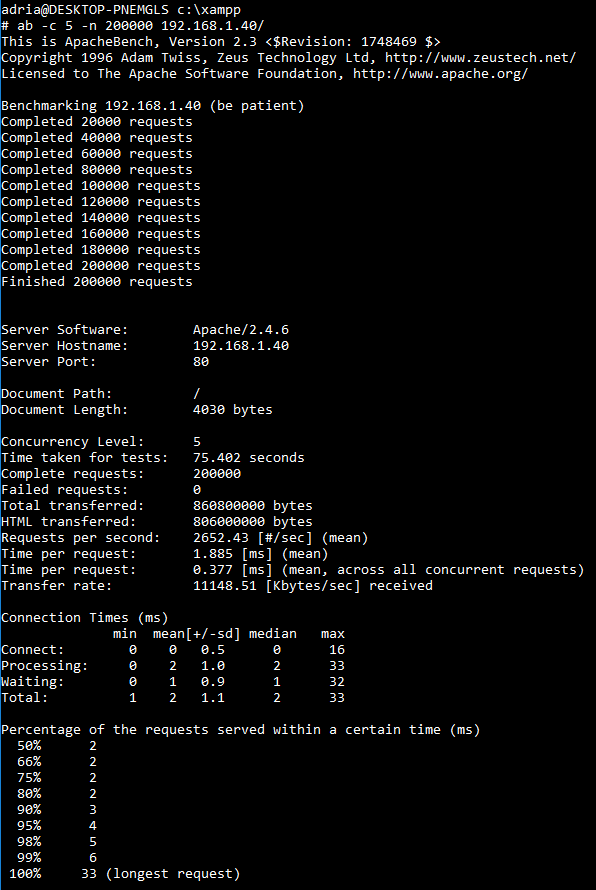 adria@DESKTOP-PNEMGLS c:\xampp
# ab -c 5 -n 200000 192.168.1.40/
This is ApacheBench, Version 2.3 <$Revision: 1748469 $>
Copyright 1996 Adam Twiss, Zeus Technology Ltd, http://www.zeustech.net/
Licensed to The Apache Software Foundation, http://www.apache.org/

Benchmarking 192.168.1.40 (be patient)
Completed 20000 requests
Completed 40000 requests
Completed 60000 requests
Completed 80000 requests
Completed 100000 requests
Completed 120000 requests
Completed 140000 requests
Completed 160000 requests
Completed 180000 requests
Completed 200000 requests
Finished 200000 requests


Server Software:        Apache/2.4.6
Server Hostname:        192.168.1.40
Server Port:            80

Document Path:          /
Document Length:        4030 bytes

Concurrency Level:      5
Time taken for tests:   75.402 seconds
Complete requests:      200000
Failed requests:        0
Total transferred:      860800000 bytes
HTML transferred:       806000000 bytes
Requests per second:    2652.43 [#/sec] (mean)
Time per request:       1.885 [ms] (mean)
Time per request:       0.377 [ms] (mean, across all concurrent requests)
Transfer rate:          11148.51 [Kbytes/sec] received

Connection Times (ms)
              min  mean[+/-sd] median   max
Connect:        0    0   0.5      0      16
Processing:     0    2   1.0      2      33
Waiting:        0    1   0.9      1      32
Total:          1    2   1.1      2      33

Percentage of the requests served within a certain time (ms)
  50%      2
  66%      2
  75%      2
  80%      2
  90%      3
  95%      4
  98%      5
  99%      6
 100%     33 (longest request)